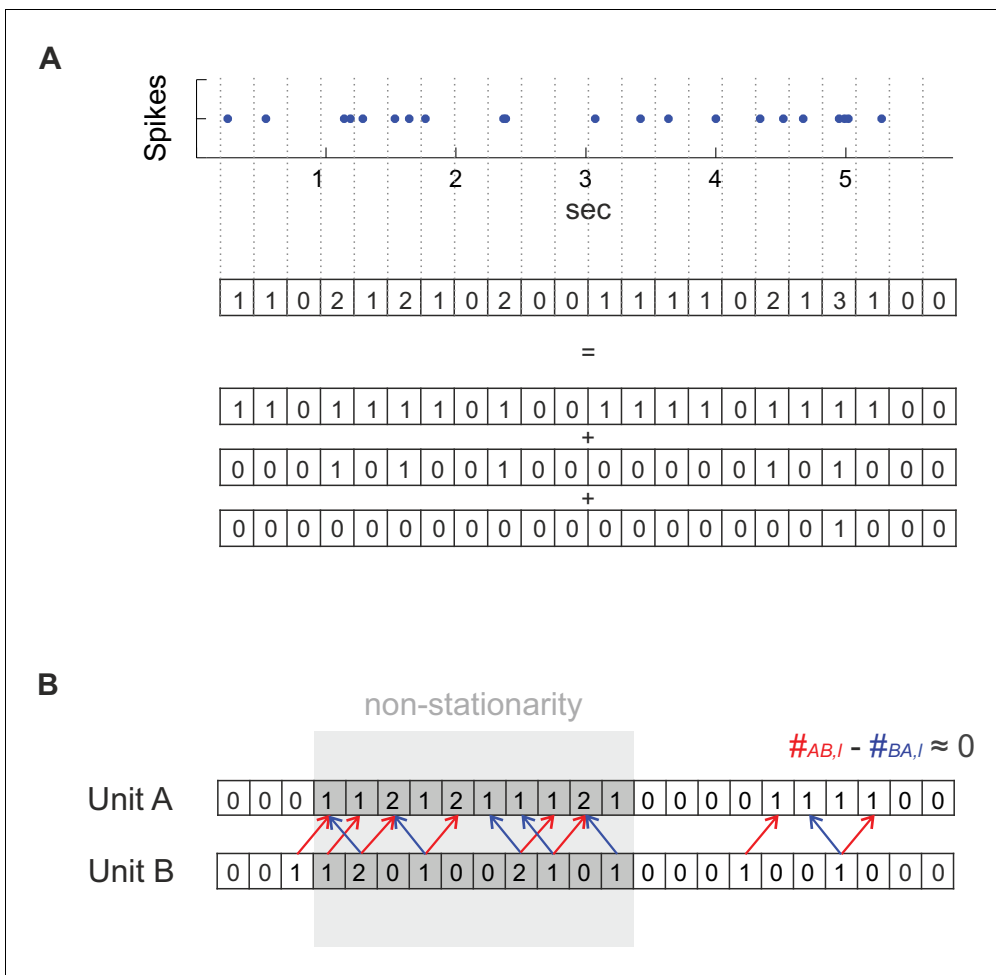 A
Spikes
1 2 3 4 5
sec
1 1 0 2 1 2 1 0 2 0 0 1 1 1 1 0 2 1 3 1 0 0
=
1 1 0 1 1 1 1 0 1 0 0 1 1 1 1 0 1 1 1 1 0 0
+
0 0 0 1 0 1 0 0 1 0 0 0 0 0 0 0 1 0 1 0 0 0
+
0 0 0 0 0 0 0 0 0 0 0 0 0 0 0 0 0 0 1 0 0 0
B
non-stationarity
#AB,l - #BA,l ≈ 0
Unit A 0 0 0 1 1 2 1 2 1 1 1 2 1 0 0 0 0 1 1 1 1 0 0
Unit B 0 0 1 1 2 0 1 0 0 2 1 0 1 0 0 0 1 0 0 1 0 0 0